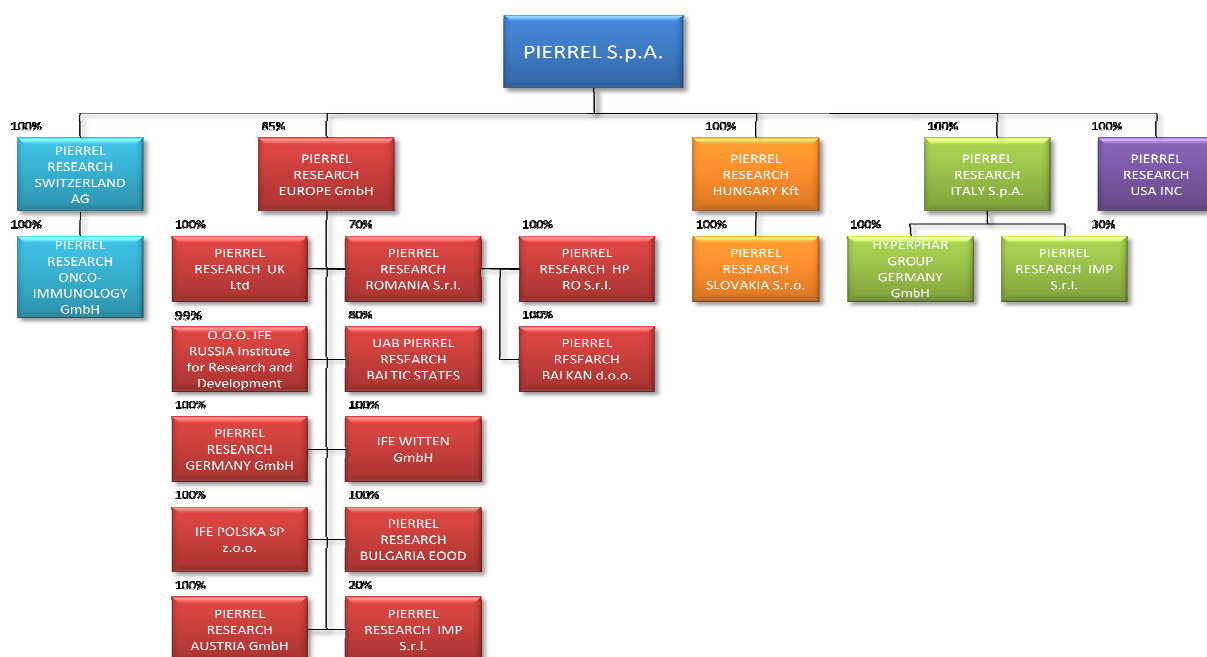 PIERREL S.p.A.
100%
PIERREL
RESEARCH
SWITZERLAND
AG
85%
PIERREL
RESEARCH
EUROPE GmbH
100%
PIERREL
RESEARCH
HUNGARY Kft
100%
PIERREL
RESEARCH
ITALY S.p.A.
100%
PIERREL
RESEARCH
USA INC
100%
PIERREL
RESEARCH
ONCO-
IMMUNOLOGY
GmbH
100%
PIERREL
RESEARCH UK
Ltd
70%
PIERREL
RESEARCH
ROMANIA S.r.l.
100%
PIERREL
RESEARCH HP
RO S.r.l.
100%
PIERREL
RESEARCH
SLOVAKIA S.r.o.
100%
HYPERPHAR
GROUP
GERMANY
GmbH
30%
PIERREL
RESEARCH IMP
S.r.l.
99%
O.O.O. IFE
RUSSIA Institute
for Research and
Development
80%
UAB PIERREL
RESEARCH
BALTIC STATES
100%
PIERREL
RESEARCH
BALKAN d.o.o.
100%
PIERREL
RESEARCH
GERMANY GmbH
100%
IFE WITTEN
GmbH
100%
IFE POLSKA SP
z.o.o.
100%
PIERREL
RESEARCH
BULGARIA EOOD
100%
PIERREL
RESEARCH
AUSTRIA GmbH
20%
PIERREL
RESEARCH IMP
S.r.l.